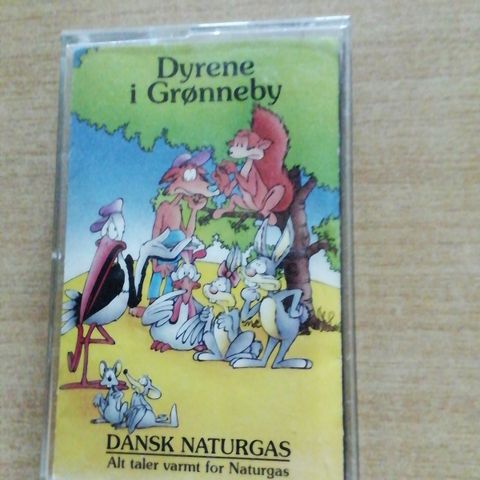 Dyrene
i Grønneby
DANSK NATURGAS
Alt taler varmt for Naturgas